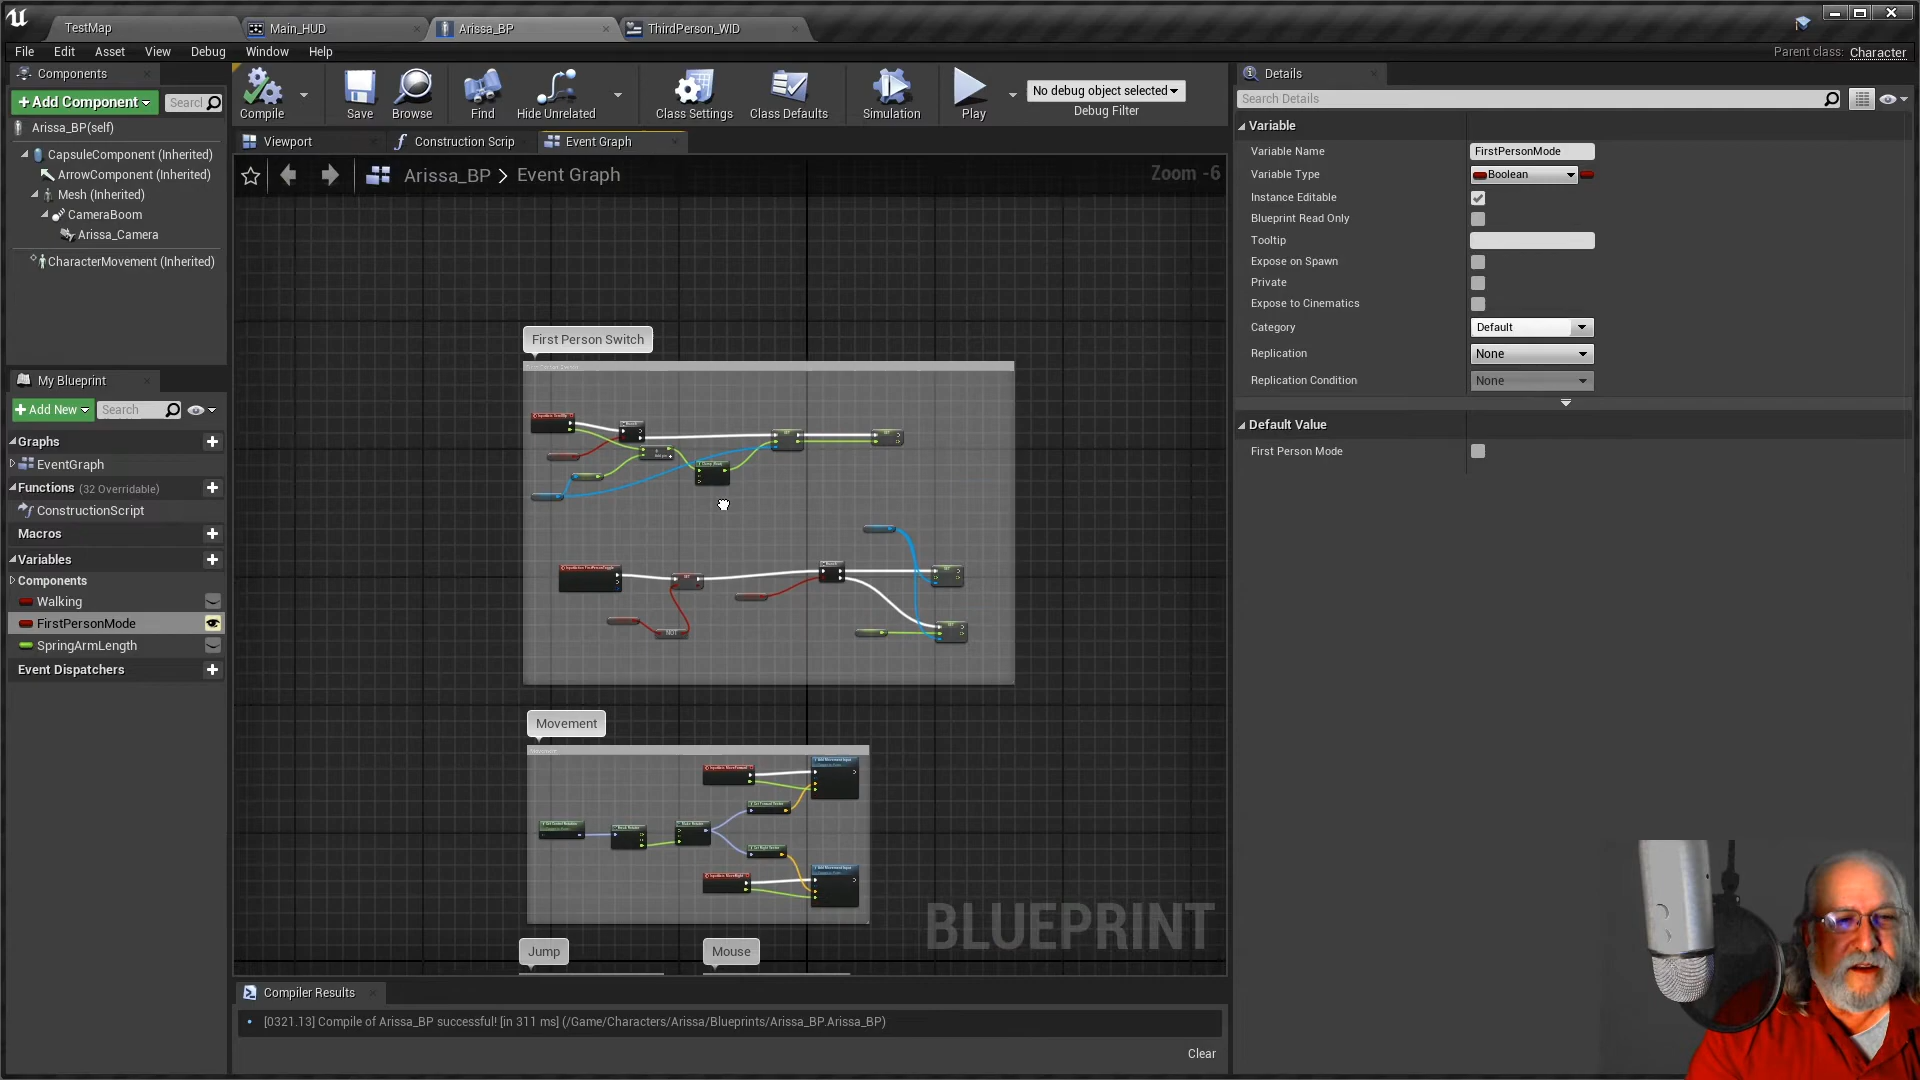 TestMap
Main_HUD
Arissa_BP
ThirdPerson_WID
File Edit Asset View Debug Window Help
Parent class: Character
Components
+ Add Component
Search
Arissa_BP(self)
CapsuleComponent (Inherited)
ArrowComponent (Inherited)
Mesh (Inherited)
CameraBoom
Arissa_Camera
CharacterMovement (Inherited)
Compile
Save
Browse
Find
Hide Unrelated
Class Settings
Class Defaults
Simulation
Play
No debug object selected
Debug Filter
Viewport
Construction Scrip
Event Graph
Arissa_BP > Event Graph
Zoom -6
First Person Switch
NOT
Movement
Jump
Mouse
BLUEPRINT
My Blueprint
+ Add New
Search
Graphs
EventGraph
Functions (32 Overridable)
ConstructionScript
Macros
Variables
Components
Walking
FirstPersonMode
SpringArmLength
Event Dispatchers
Compiler Results
[0321.13] Compile of Arissa_BP successful! [in 311 ms] (/Game/Characters/Arissa/Blueprints/Arissa_BP.Arissa_BP)
Clear
Details
Search Details
Variable
Variable Name FirstPersonMode
Variable Type Boolean
Instance Editable
Blueprint Read Only
Tooltip
Expose on Spawn
Private
Expose to Cinematics
Category Default
Replication None
Replication Condition None
Default Value
First Person Mode